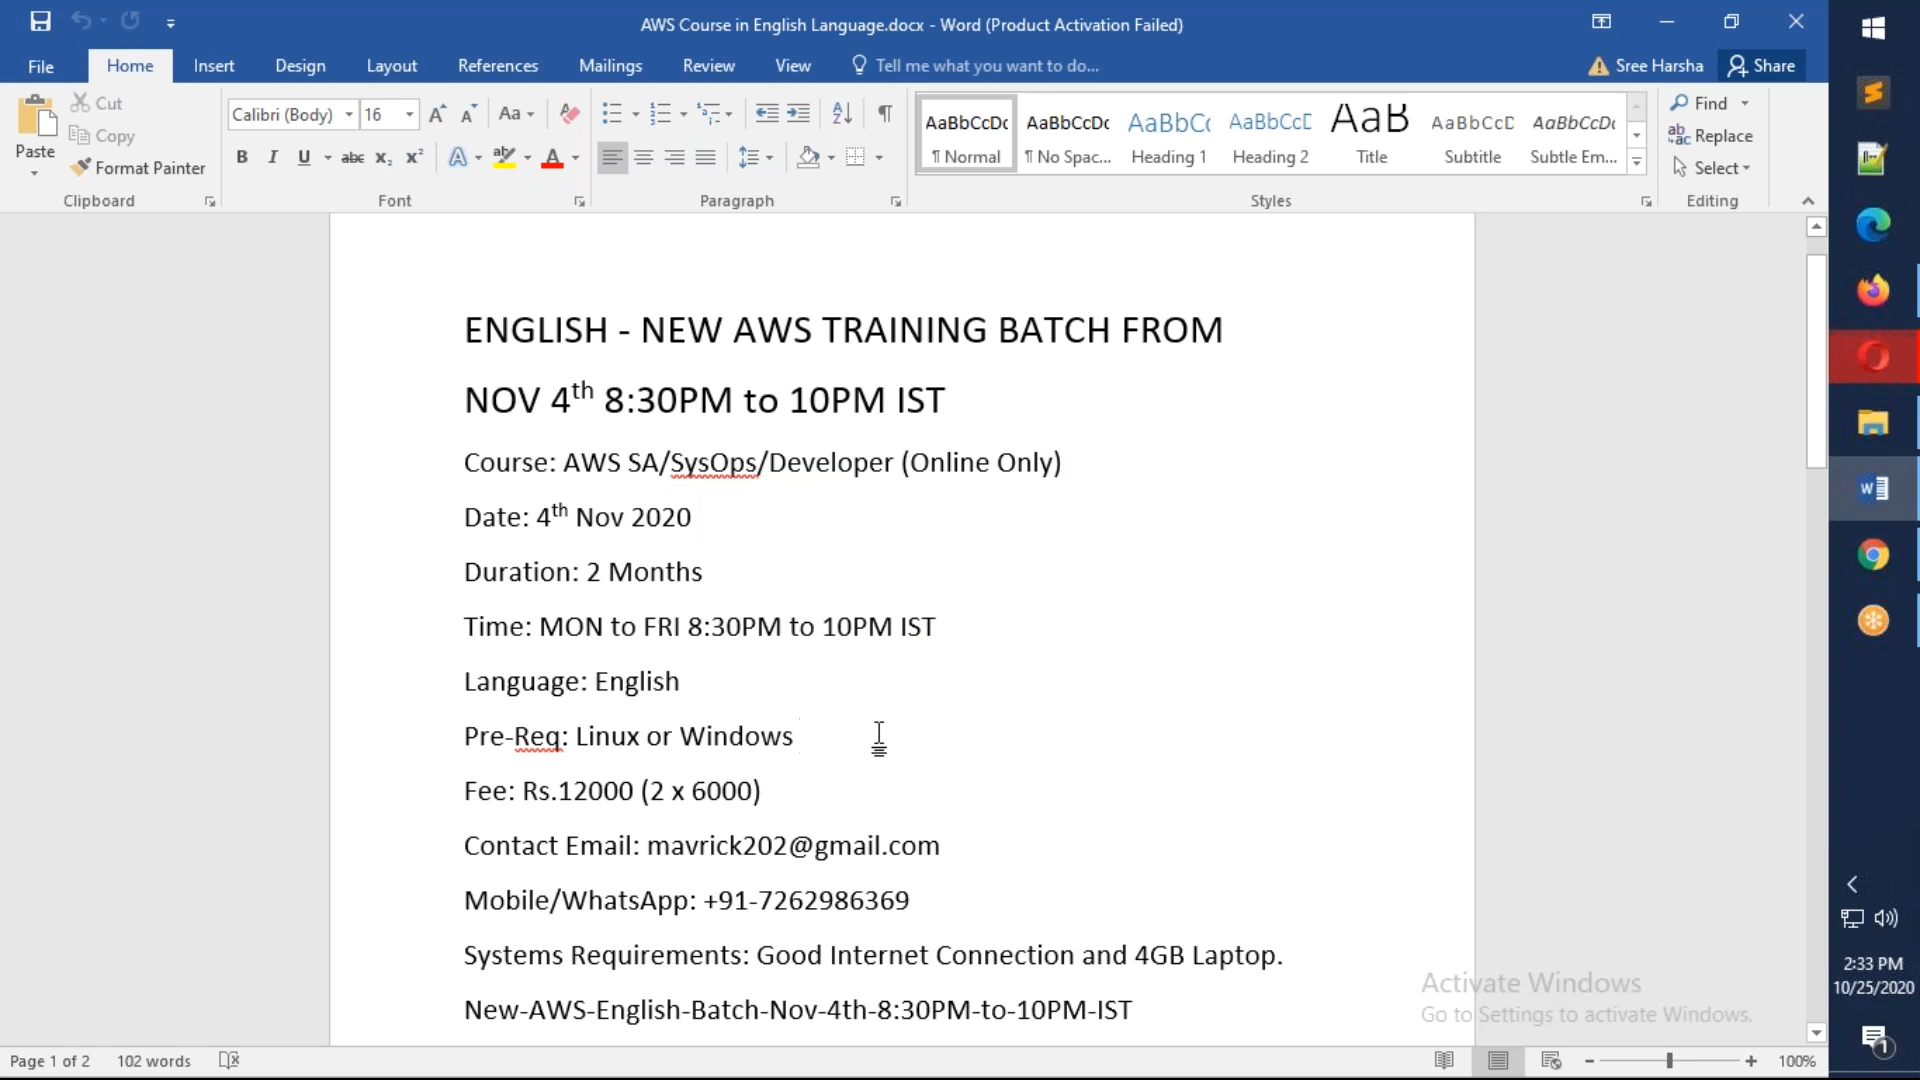 AWS Course in English Language.docx - Word (Product Activation Failed)
File Home Insert Design Layout References Mailings Review View Tell me what you want to do... Sree Harsha Share
Paste
Cut
Copy
Format Painter
Clipboard
Calibri (Body) 16
Font
Paragraph
AaBbCcDc AaBbCcDc AaBbCc AaBbCcD AaB AaBbCcD AaBbCcDc
¶ Normal ¶ No Spac... Heading 1 Heading 2 Title Subtitle Subtle Em...
Styles
Find
Replace
Select
Editing
ENGLISH - NEW AWS TRAINING BATCH FROM
NOV 4th 8:30PM to 10PM IST
Course: AWS SA/SysOps/Developer (Online Only)
Date: 4th Nov 2020
Duration: 2 Months
Time: MON to FRI 8:30PM to 10PM IST
Language: English
Pre-Req: Linux or Windows
Fee: Rs.12000 (2 x 6000)
Contact Email: mavrick202@gmail.com
Mobile/WhatsApp: +91-7262986369
Systems Requirements: Good Internet Connection and 4GB Laptop.
New-AWS-English-Batch-Nov-4th-8:30PM-to-10PM-IST
Activate Windows
Go to Settings to activate Windows.
Page 1 of 2 102 words 100%
2:33 PM
10/25/2020
1